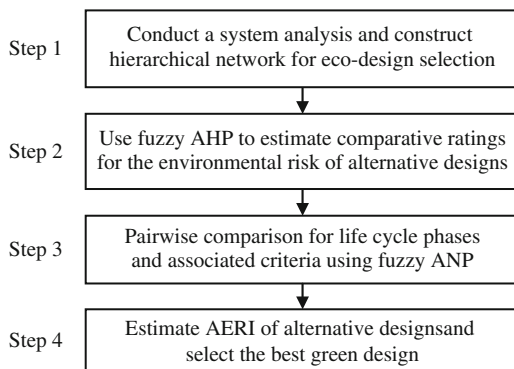 Step 1
Conduct a system analysis and construct
hierarchical network for eco-design selection
Step 2
Use fuzzy AHP to estimate comparative ratings
for the environmental risk of alternative designs
Step 3
Pairwise comparison for life cycle phases
and associated criteria using fuzzy ANP
Step 4
Estimate AERI of alternative designsand
select the best green design